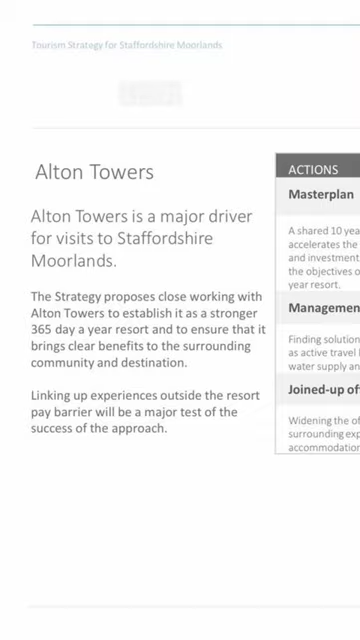 Tourism Strategy for Staffordshire Moorlands
Alton Towers
Alton Towers is a major driver
for visits to Staffordshire
Moorlands.
The Strategy proposes close working with
Alton Towers to establish it as a stronger
365 day a year resort and to ensure that it
brings clear benefits to the surrounding
community and destination.
Linking up experiences outside the resort
pay barrier will be a major test of the
success of the approach.
ACTIONS
Masterplan
A shared 10 yea
accelerates the
and investment
the objectives o
year resort.
Managemen
Finding solution
as active travel
water supply an
Joined-up of
Widening the of
surrounding exp
accommodation